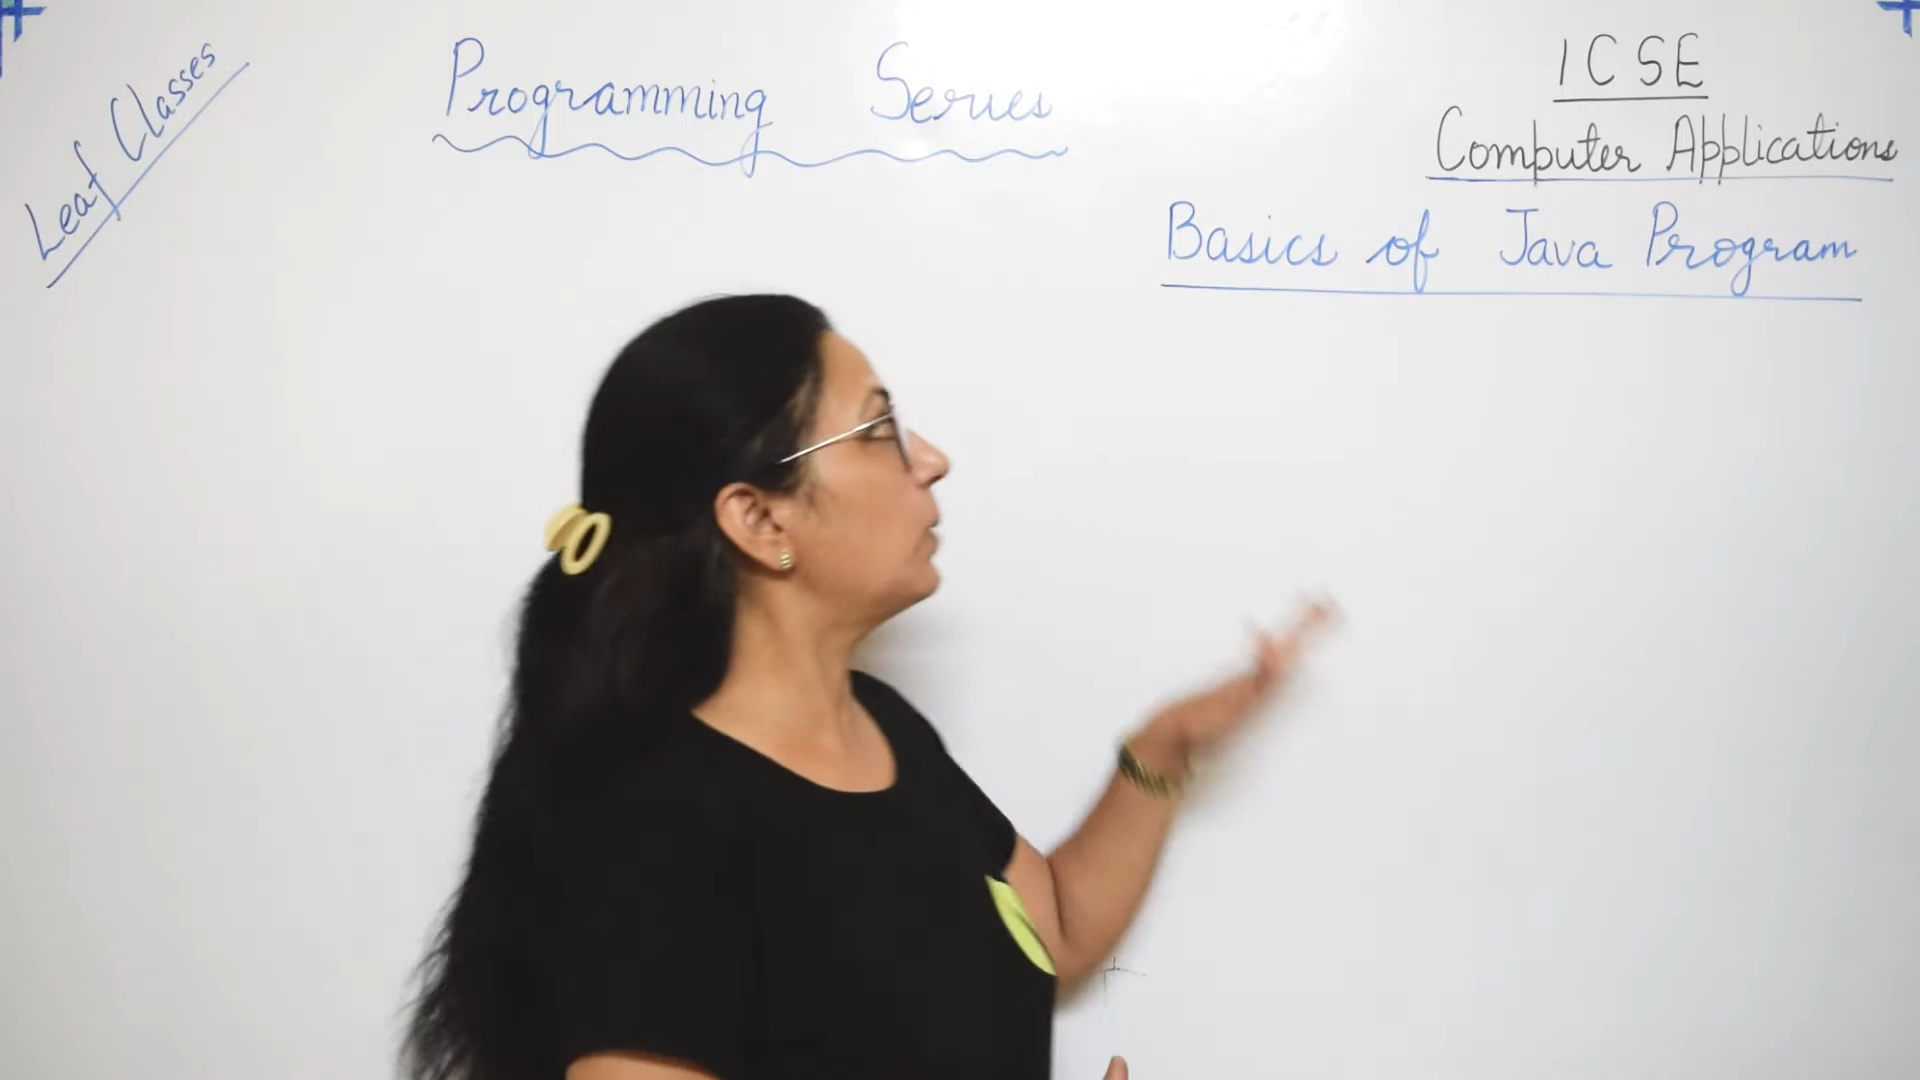 Leaf Classes
Programming Series
ICSE
Computer Applications
Basics of Java Program